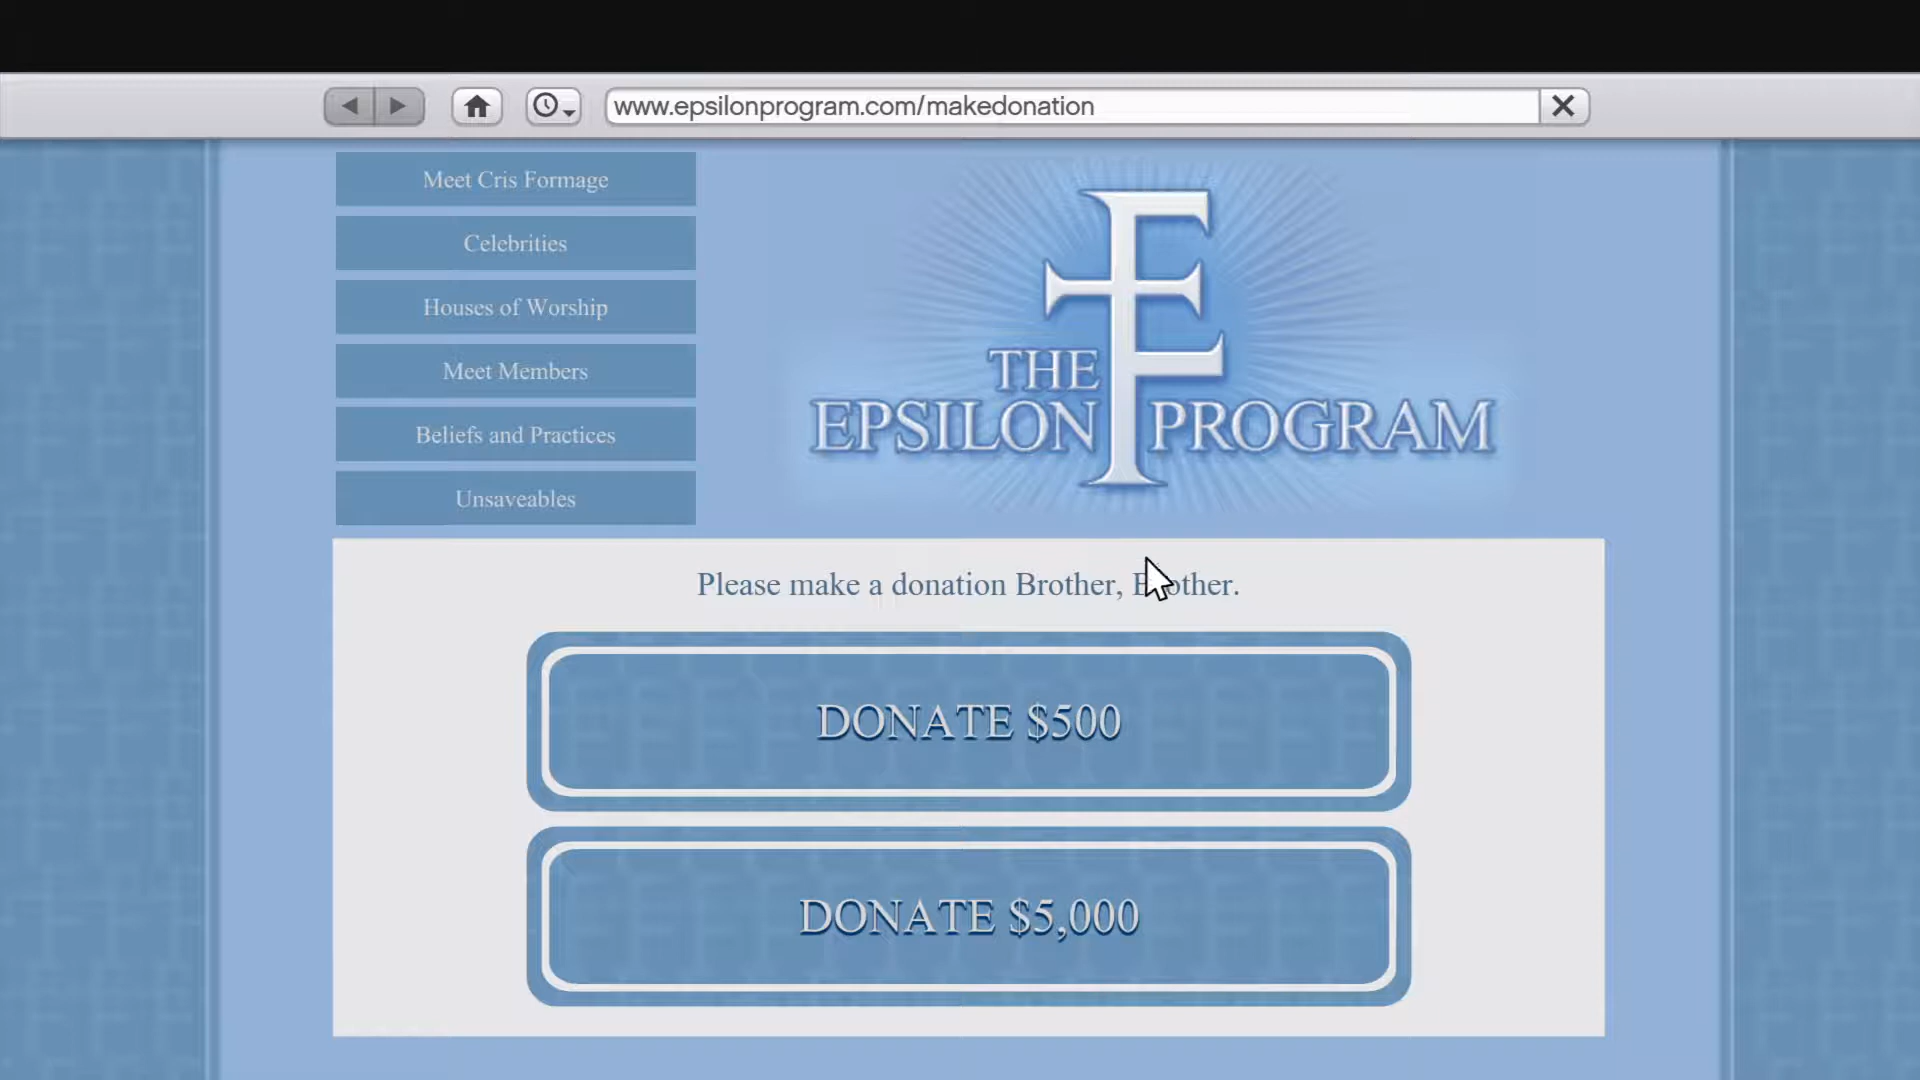 www.epsilonprogram.com/makedonation
Meet Cris Formage
Celebrities
Houses of Worship
Meet Members
Beliefs and Practices
Unsaveables
THE
EPSILON PROGRAM
Please make a donation Brother, Brother.
DONATE $500
DONATE $5,000